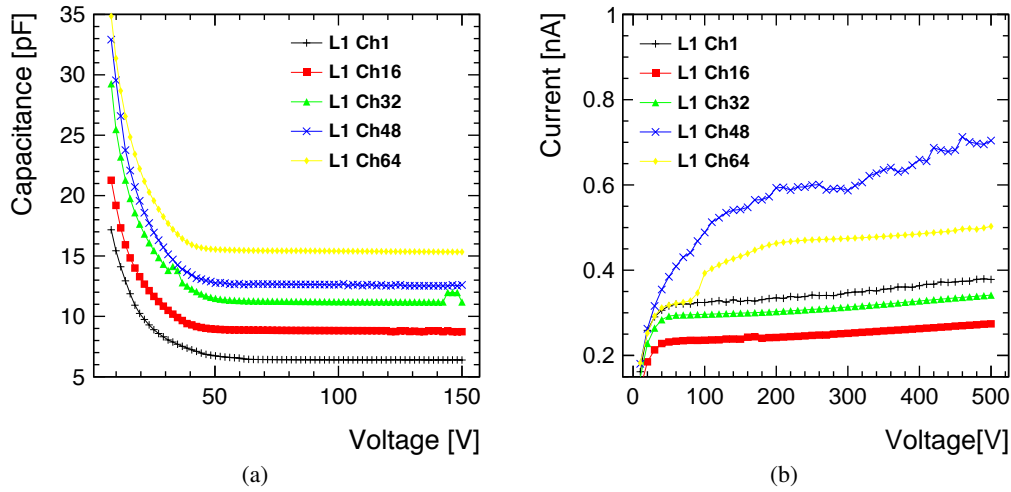 Capacitance [pF]
35
30
25
20
15
10
5
L1 Ch1
L1 Ch16
L1 Ch32
L1 Ch48
L1 Ch64
50
100
150
Voltage [V]
(a)
Current [nA]
1
0.8
0.6
0.4
0.2
L1 Ch1
L1 Ch16
L1 Ch32
L1 Ch48
L1 Ch64
0
100
200
300
400
500
Voltage[V]
(b)